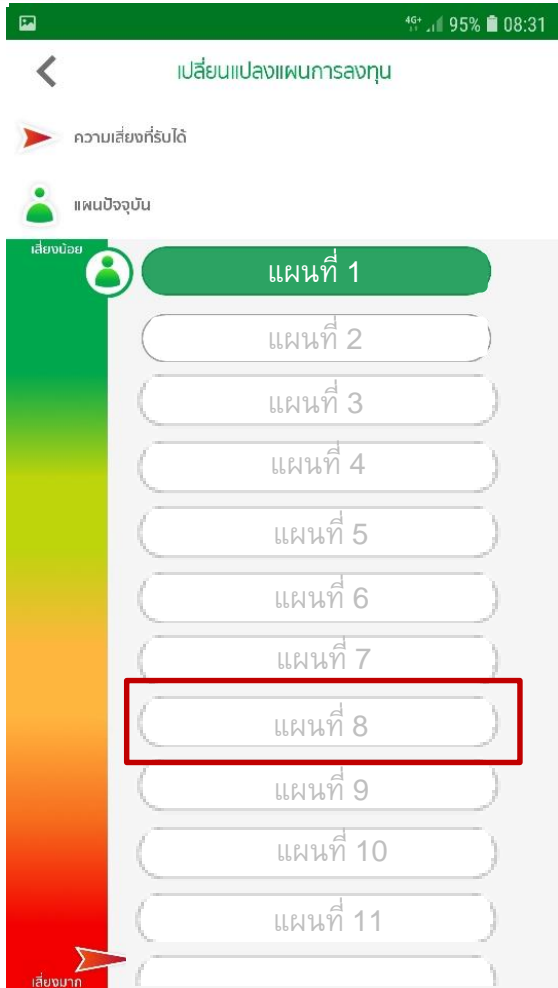 4G+ 95% 08:31
เปลี่ยนแปลงแผนการลงทุน
ความเสี่ยงที่รับได้
แผนปัจจุบัน
เสี่ยงน้อย
แผนที่ 1
แผนที่ 2
แผนที่ 3
แผนที่ 4
แผนที่ 5
แผนที่ 6
แผนที่ 7
แผนที่ 8
แผนที่ 9
แผนที่ 10
แผนที่ 11
เสี่ยงมาก